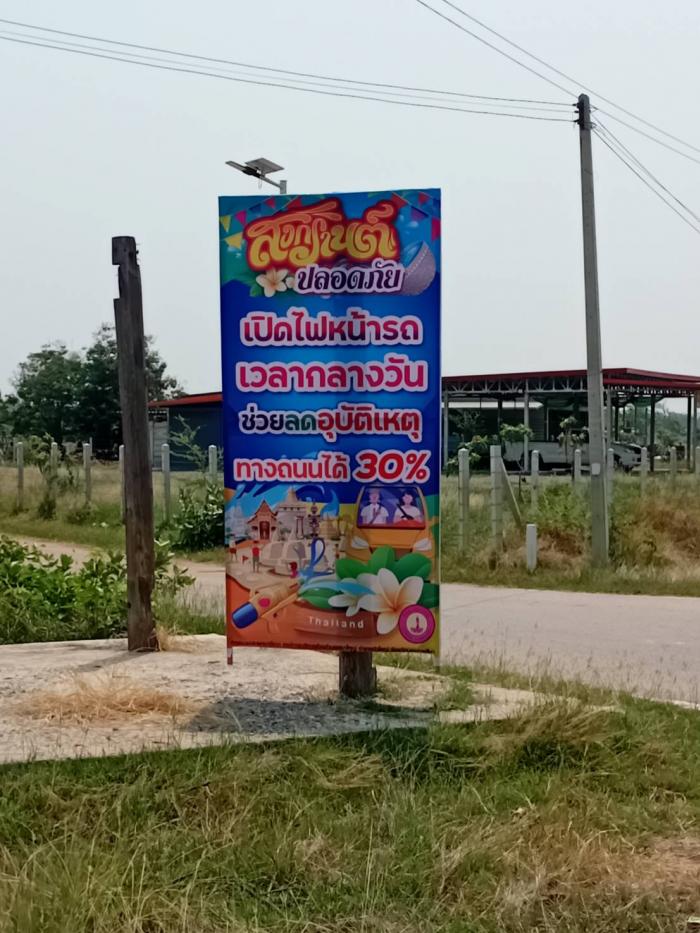 สงกรานต์
ปลอดภัย
เปิดไฟหน้ารถ
เวลากลางวัน
ช่วยลดอุบัติเหตุ
ทางถนนได้ 30%
Thailand